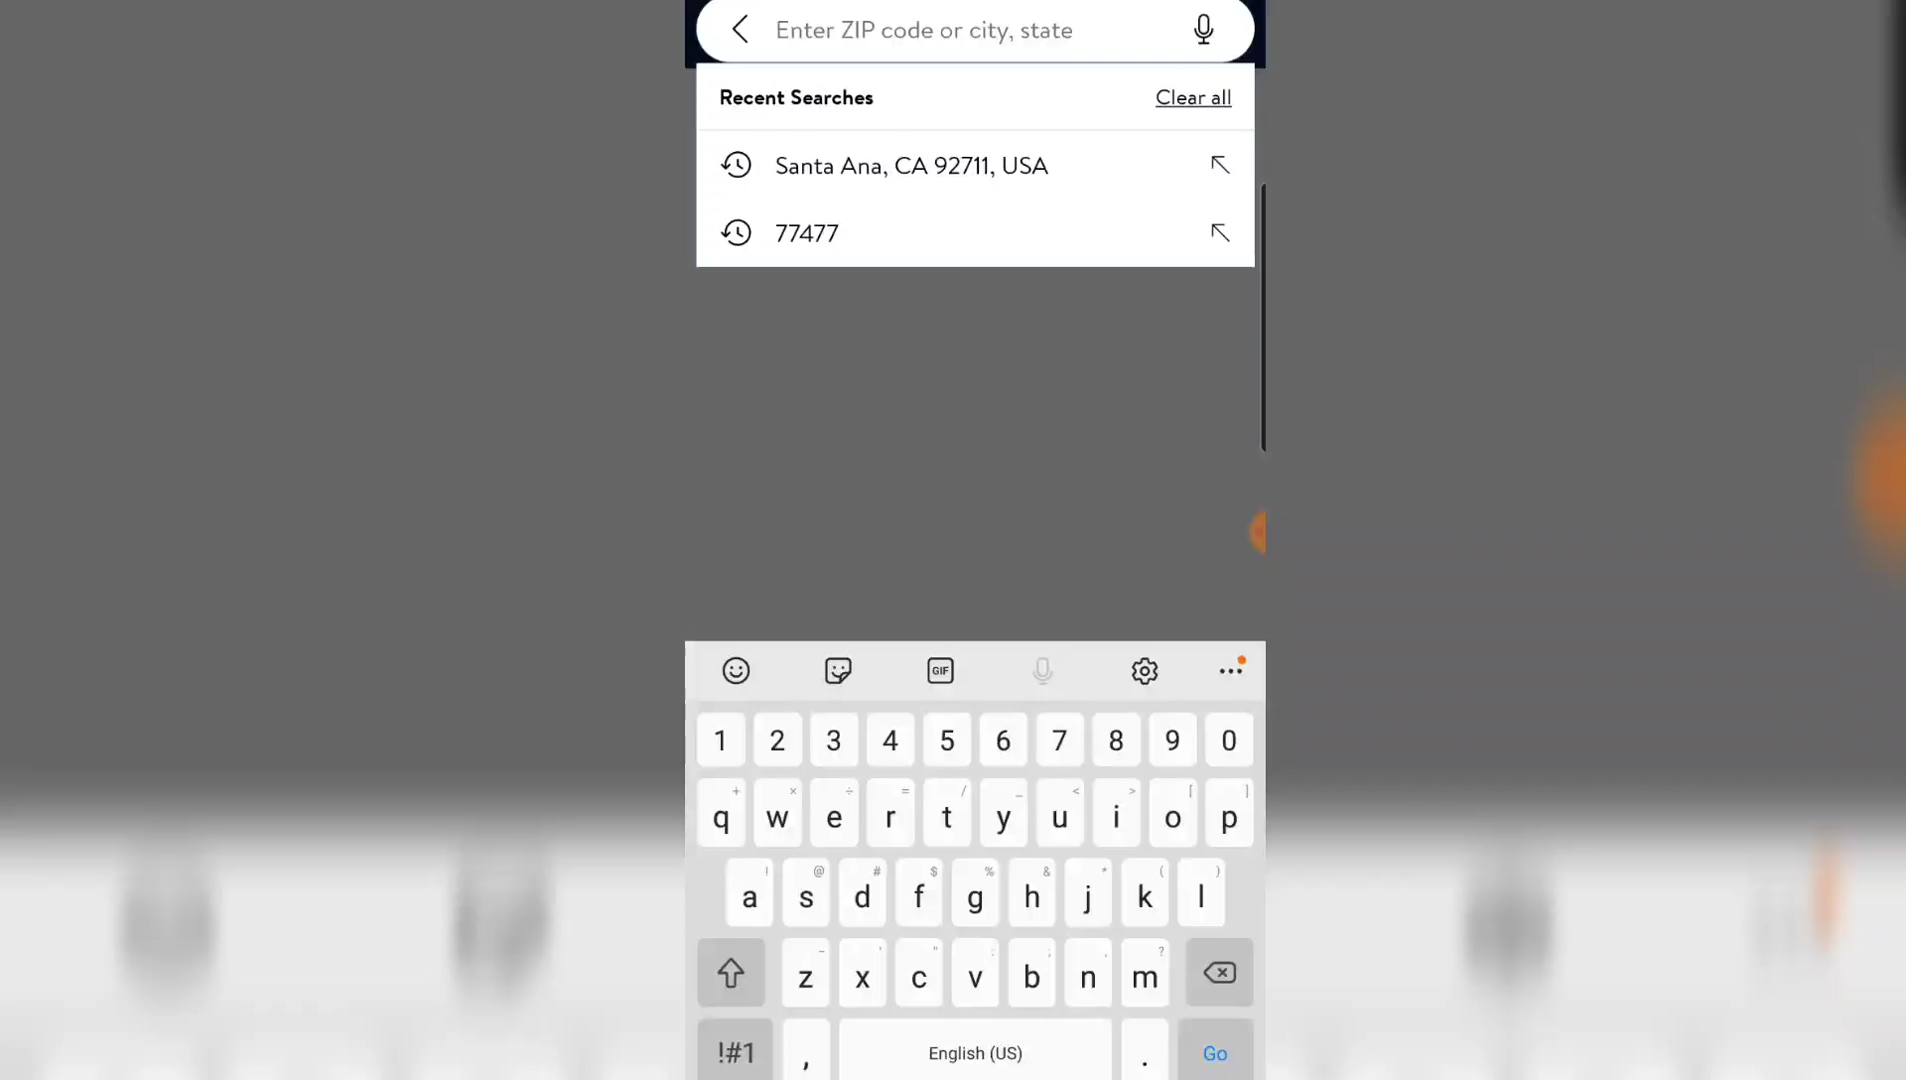 Enter ZIP code or city, state
Recent Searches Clear all
Santa Ana, CA 92711, USA
77477
GIF
1 2 3 4 5 6 7 8 9 0
+ × ÷ = / _ < > [ ]
q w e r t y u i o p
! @ # $ % & * ( )
a s d f g h j k l
- ' " : ; , ?
z x c v b n m
!#1 , English (US) . Go